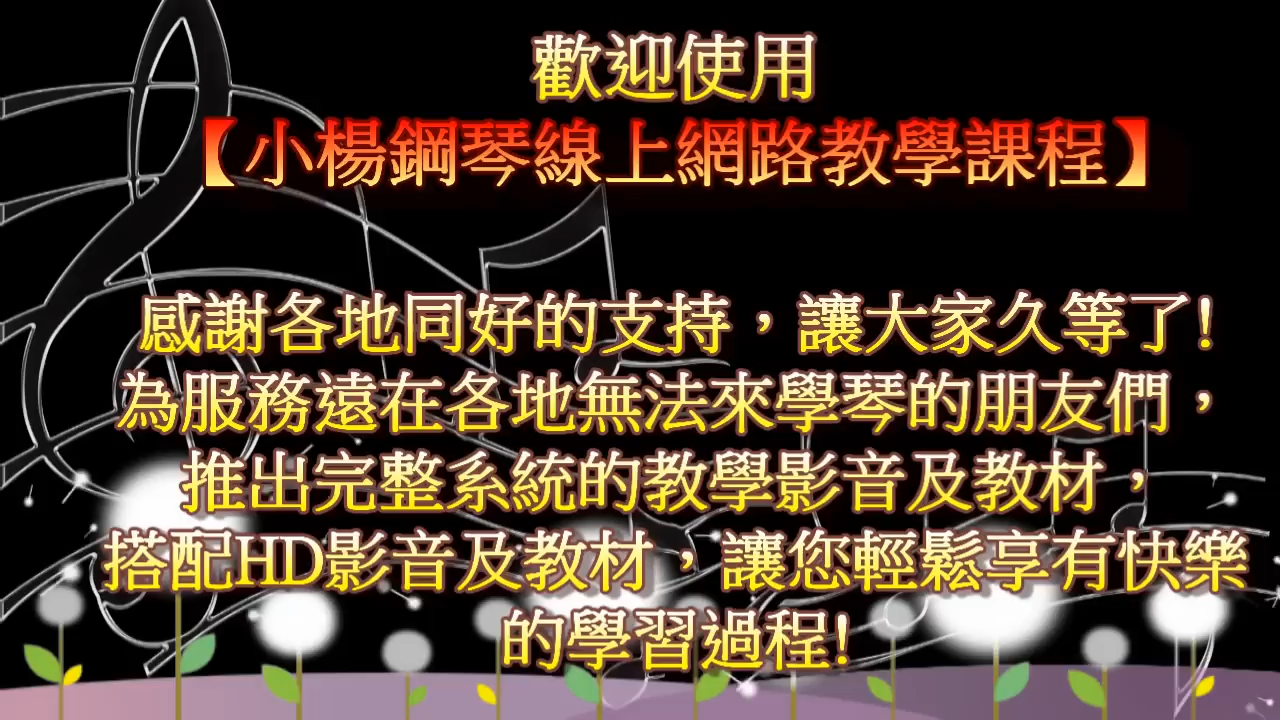 歡迎使用
【小楊鋼琴線上網路教學課程】
感謝各地同好的支持，讓大家久等了!
為服務遠在各地無法來學琴的朋友們，
推出完整系統的教學影音及教材，
搭配HD影音及教材，讓您輕鬆享有快樂
的學習過程!